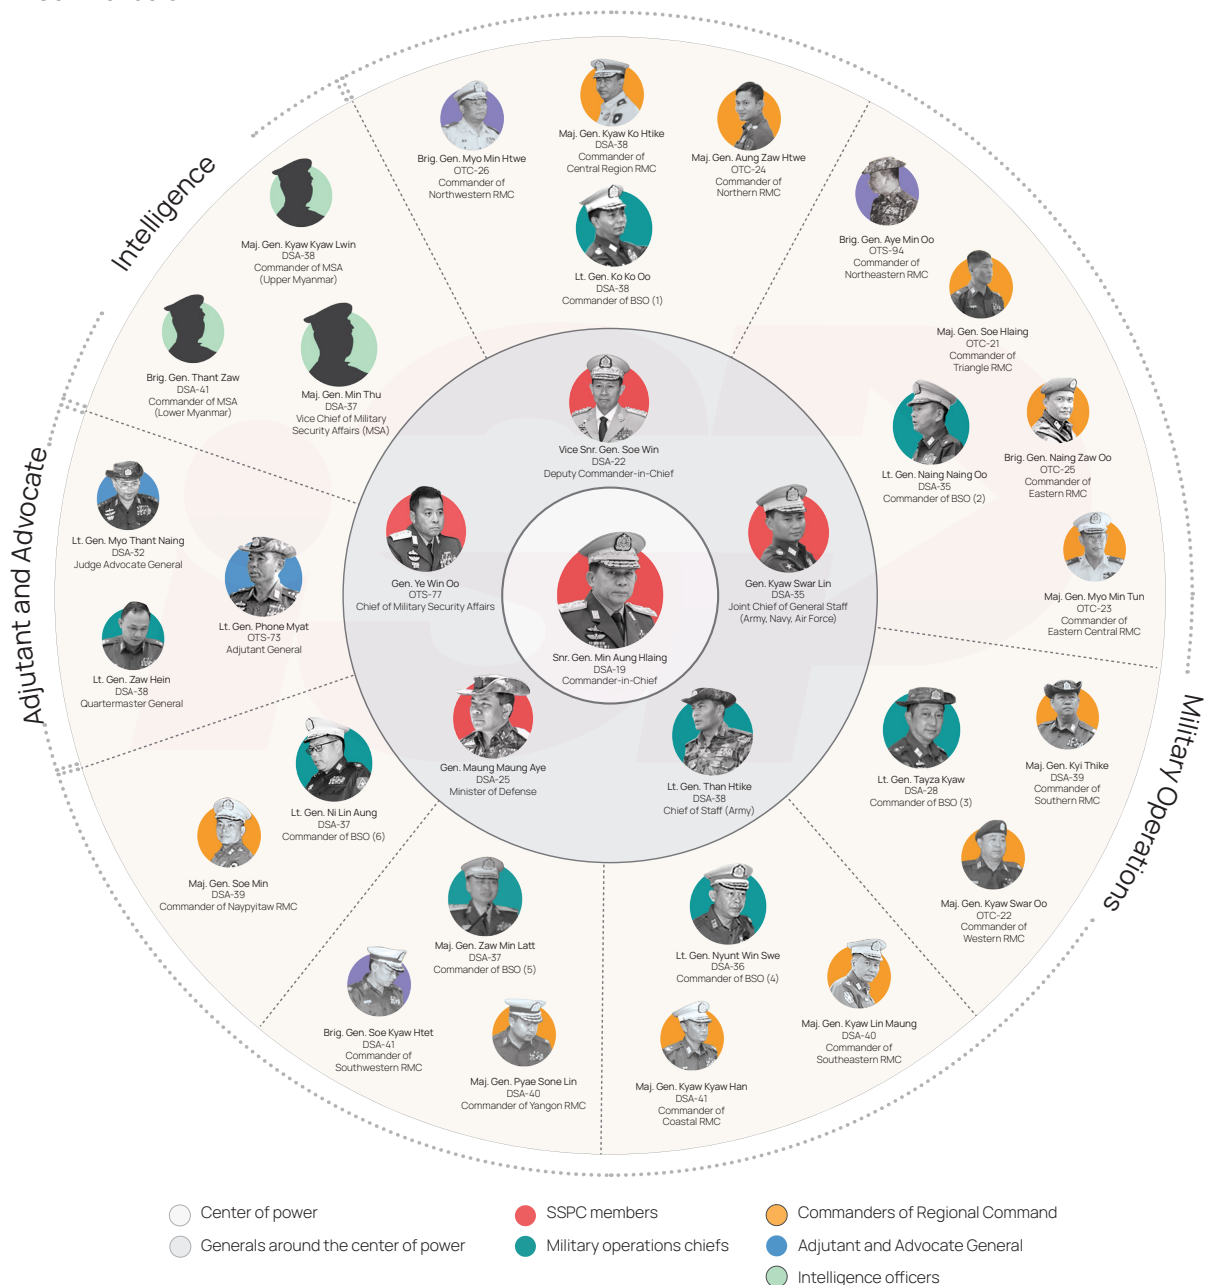 Intelligence
Adjutant and Advocate
Military Operations
Brig. Gen. Myo Min Htwe
OTC-26
Commander of
Northwestern RMC
Maj. Gen. Kyaw Ko Htike
DSA-38
Commander of
Central Region RMC
Maj. Gen. Aung Zaw Htwe
OTC-24
Commander of
Northern RMC
Lt. Gen. Ko Ko Oo
DSA-38
Commander of BSO (1)
Brig. Gen. Aye Min Oo
OTS-94
Commander of
Northeastern RMC
Maj. Gen. Soe Hlaing
OTC-21
Commander of
Triangle RMC
Lt. Gen. Naing Naing Oo
DSA-35
Commander of BSO (2)
Brig. Gen. Naing Zaw Oo
OTC-25
Commander of
Eastern RMC
Maj. Gen. Myo Min Tun
OTC-23
Commander of
Eastern Central RMC
Maj. Gen. Kyaw Kyaw Lwin
DSA-38
Commander of MSA
(Upper Myanmar)
Brig. Gen. Thant Zaw
DSA-41
Commander of MSA
(Lower Myanmar)
Maj. Gen. Min Thu
DSA-37
Vice Chief of Military
Security Affairs (MSA)
Vice Snr. Gen. Soe Win
DSA-22
Deputy Commander-in-Chief
Gen. Ye Win Oo
OTS-77
Chief of Military Security Affairs
Gen. Kyaw Swar Lin
DSA-35
Joint Chief of General Staff
(Army, Navy, Air Force)
Snr. Gen. Min Aung Hlaing
DSA-19
Commander-in-Chief
Gen. Maung Maung Aye
DSA-25
Minister of Defense
Lt. Gen. Than Htike
DSA-38
Chief of Staff (Army)
Lt. Gen. Myo Thant Naing
DSA-32
Judge Advocate General
Lt. Gen. Phone Myat
OTS-73
Adjutant General
Lt. Gen. Zaw Hein
DSA-38
Quartermaster General
Lt. Gen. Ni Lin Aung
DSA-37
Commander of BSO (6)
Maj. Gen. Soe Min
DSA-39
Commander of Naypyitaw RMC
Lt. Gen. Tayza Kyaw
DSA-28
Commander of BSO (3)
Maj. Gen. Kyi Thike
DSA-39
Commander of
Southern RMC
Maj. Gen. Kyaw Swar Oo
OTC-22
Commander of
Western RMC
Maj. Gen. Zaw Min Latt
DSA-37
Commander of BSO (5)
Brig. Gen. Soe Kyaw Htet
DSA-41
Commander of
Southwestern RMC
Maj. Gen. Pyae Sone Lin
DSA-40
Commander of Yangon RMC
Lt. Gen. Nyunt Win Swe
DSA-36
Commander of BSO (4)
Maj. Gen. Kyaw Lin Maung
DSA-40
Commander of
Southeastern RMC
Maj. Gen. Kyaw Kyaw Han
DSA-41
Commander of
Coastal RMC
Center of power
Generals around the center of power
SSPC members
Military operations chiefs
Commanders of Regional Command
Adjutant and Advocate General
Intelligence officers